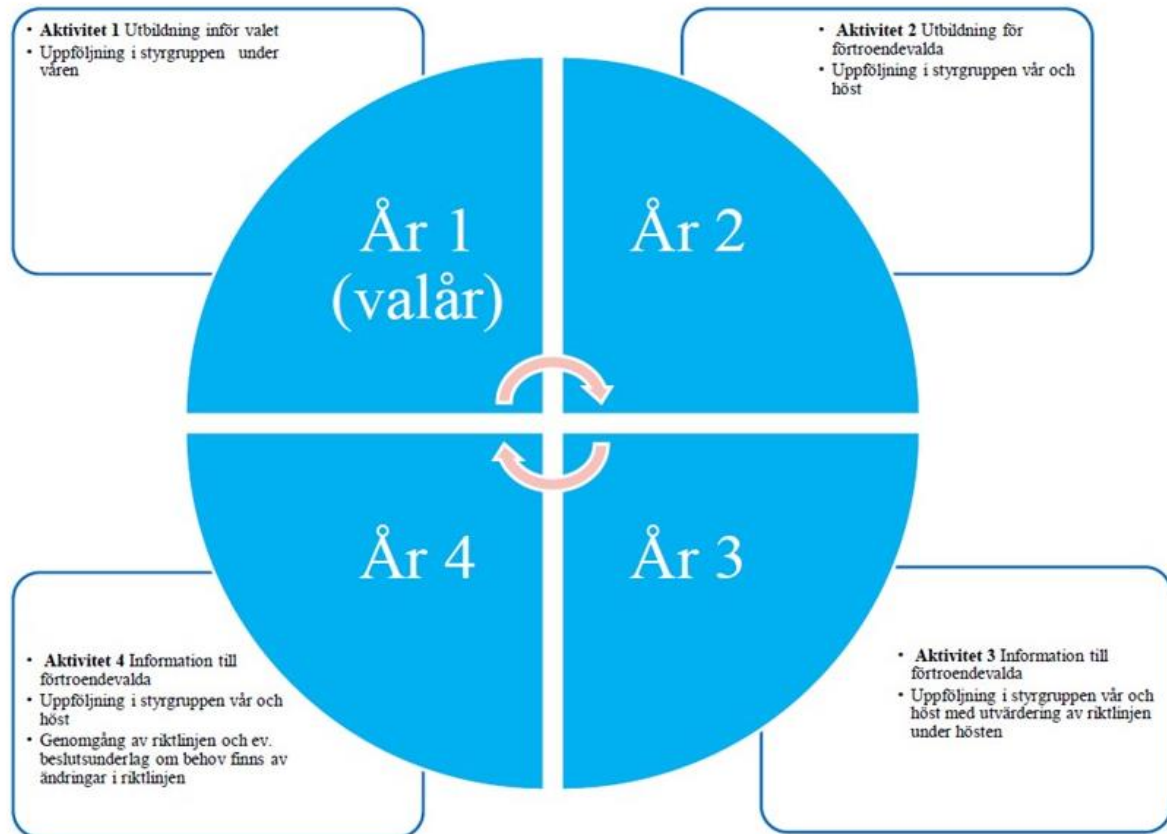 • Aktivitet 1 Utbildning inför valet
• Uppföljning i styrgruppen under
våren
• Aktivitet 2 Utbildning för
förtroendevalda
• Uppföljning i styrgruppen vår och
höst
År 1
(valår)
År 2
År 4
År 3
• Aktivitet 4 Information till
förtroendevalda
• Uppföljning i styrgruppen vår och
höst
• Genomgång av riktlinjen och ev.
beslutsunderlag om behov finns av
ändringar i riktlinjen
• Aktivitet 3 Information till
förtroendevalda
• Uppföljning i styrgruppen vår och
höst med utvärdering av riktlinjen
under hösten